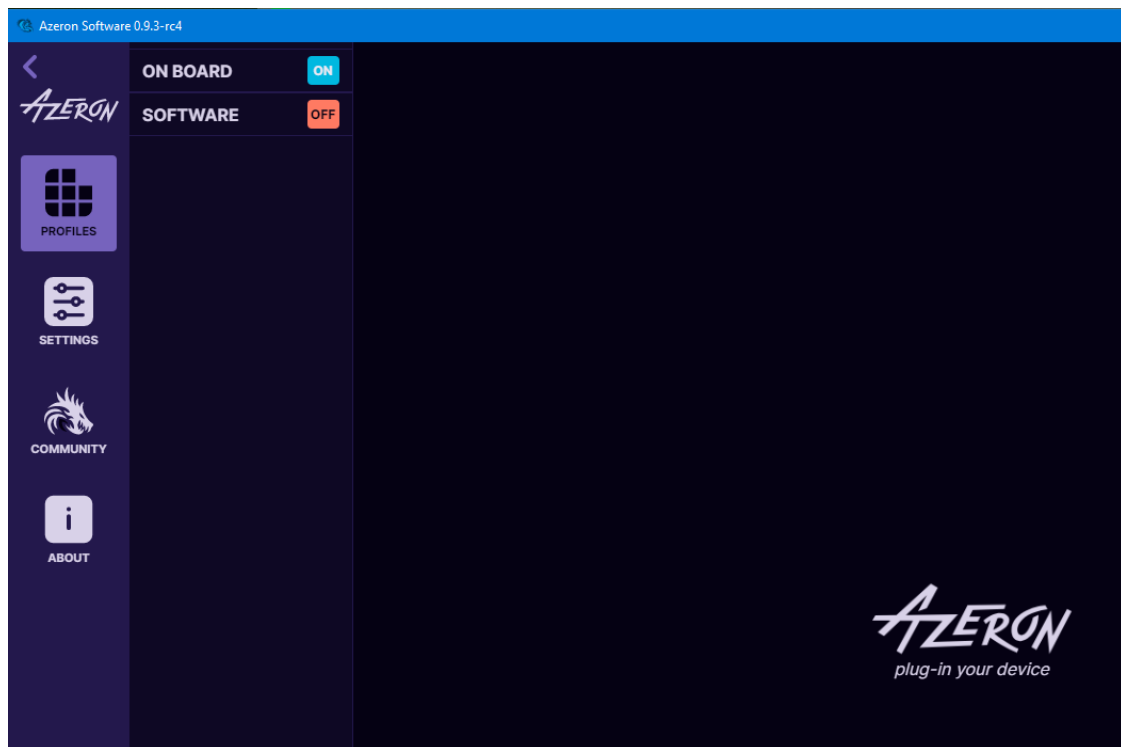 Azeron Software 0.9.3-rc4
AZERON
ON BOARD ON
SOFTWARE OFF
PROFILES
SETTINGS
COMMUNITY
i
ABOUT
AZERON
plug-in your device